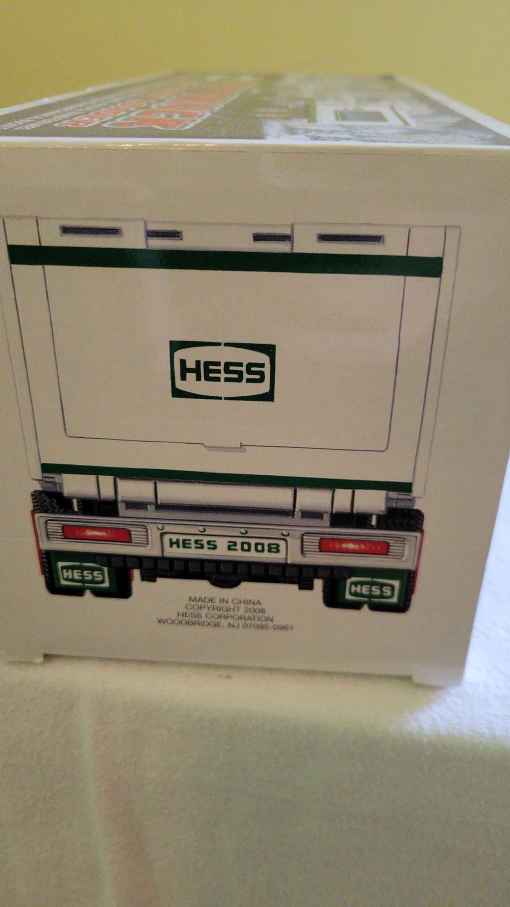 HESS
HESS 2008
HESS
HESS
MADE IN CHINA
COPYRIGHT 2008
HESS CORPORATION
WOODBRIDGE, NJ 07095-0961